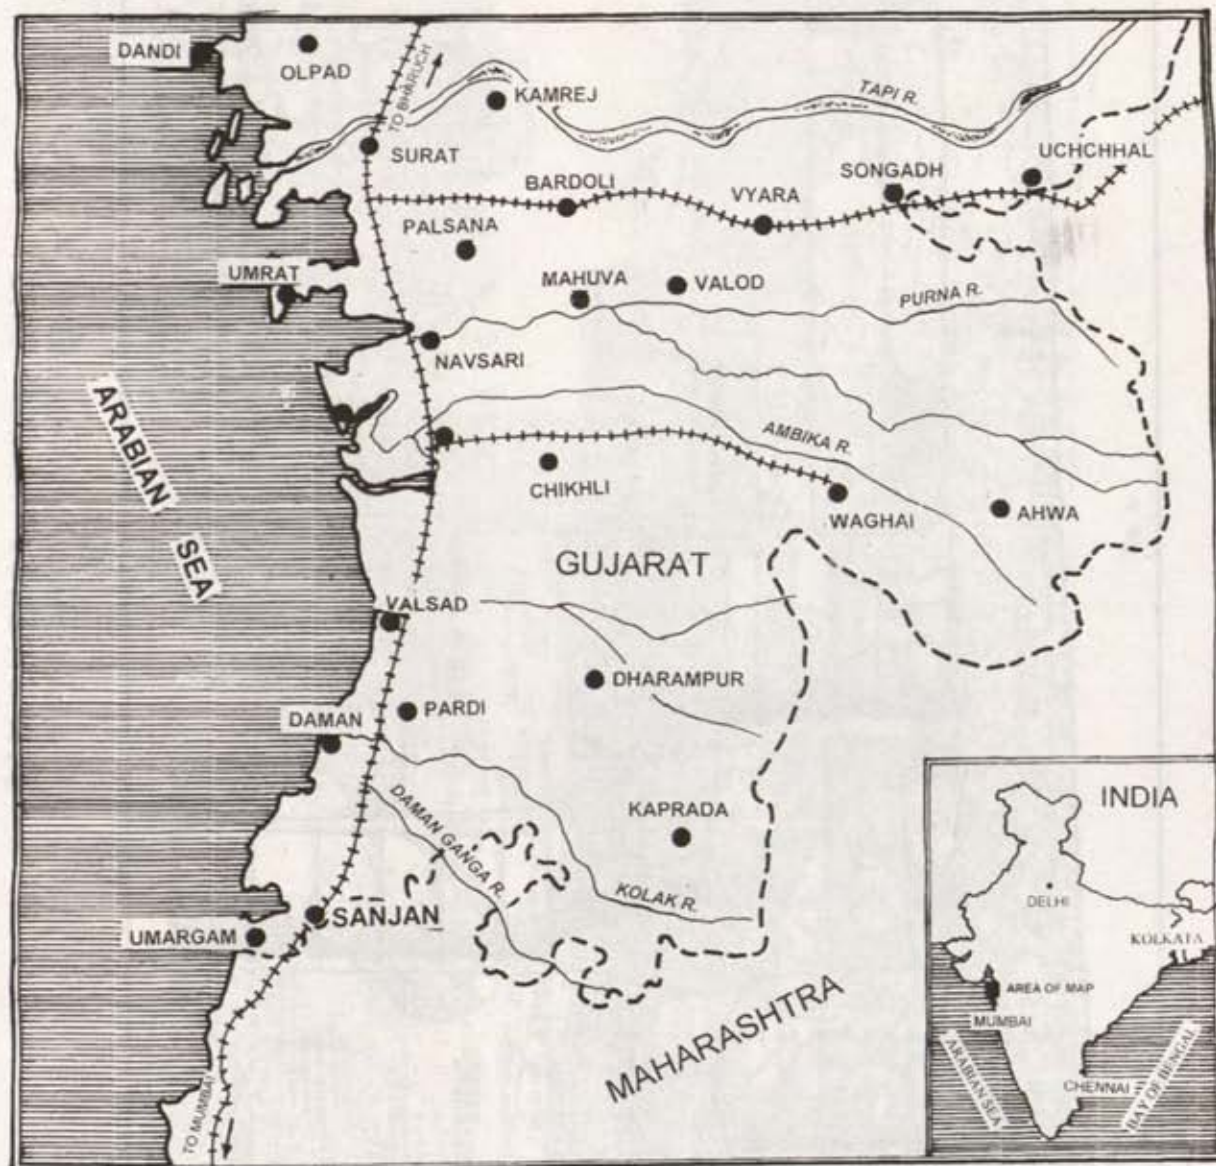 DANDI
OLPAD
TO BHARUCH
KAMREJ
TAPI R.
SURAT
UCHCHHAL
SONGADH
BARDOLI
VYARA
PALSANA
UMRAT
MAHUVA
VALOD
PURNA R.
NAVSARI
ARABIAN
SEA
AMBIKA R.
CHIKHLI
WAGHAI
AHWA
GUJARAT
VALSAD
DHARAMPUR
PARDI
DAMAN
DAMAN GANGA R.
KAPRADA
KOLAK R.
SANJAN
UMARGAM
MAHARASHTRA
TO MUMBAI
INDIA
DELHI
KOLKATA
AREA OF MAP
MUMBAI
ARABIAN SEA
CHENNAI
BAY OF BENGAL